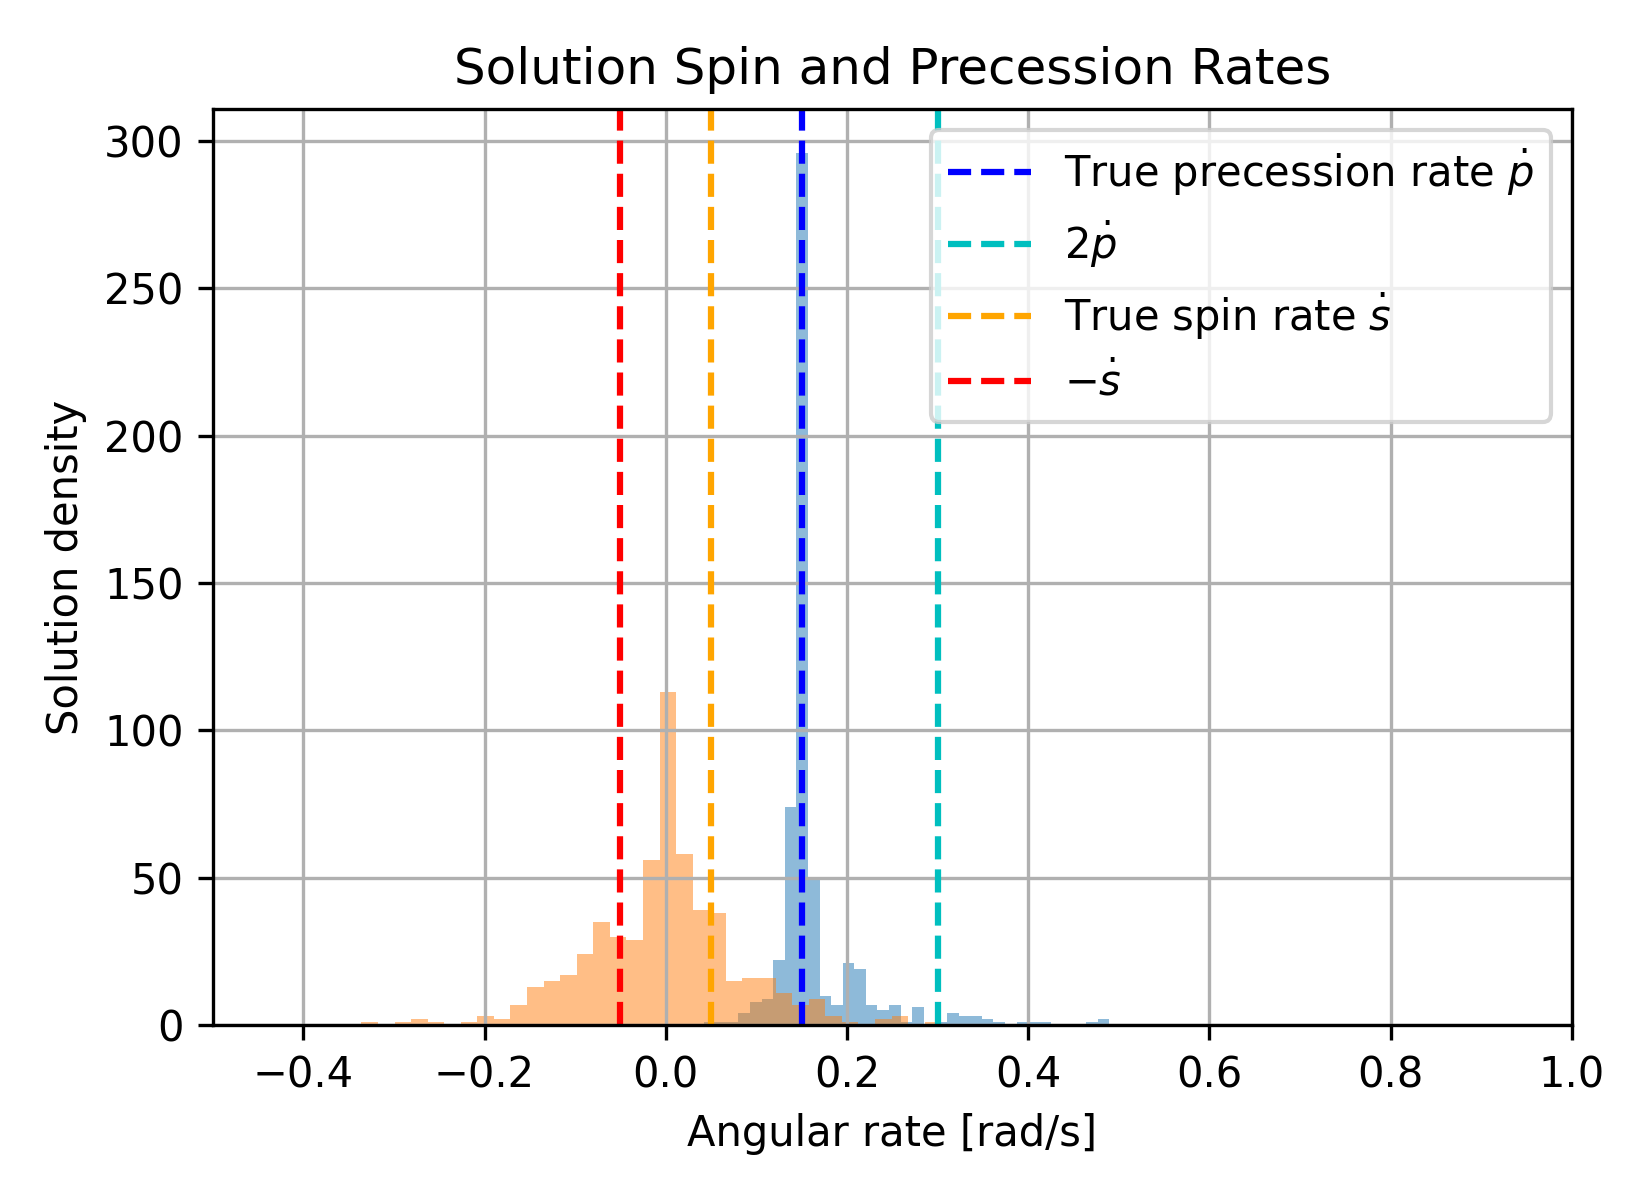 Solution Spin and Precession Rates
300
250
200
150
100
50
0
Solution density
True precession rate ṗ
2ṗ
True spin rate ṡ
−ṡ
−0.4
−0.2
0.0
0.2
0.4
0.6
0.8
1.0
Angular rate [rad/s]